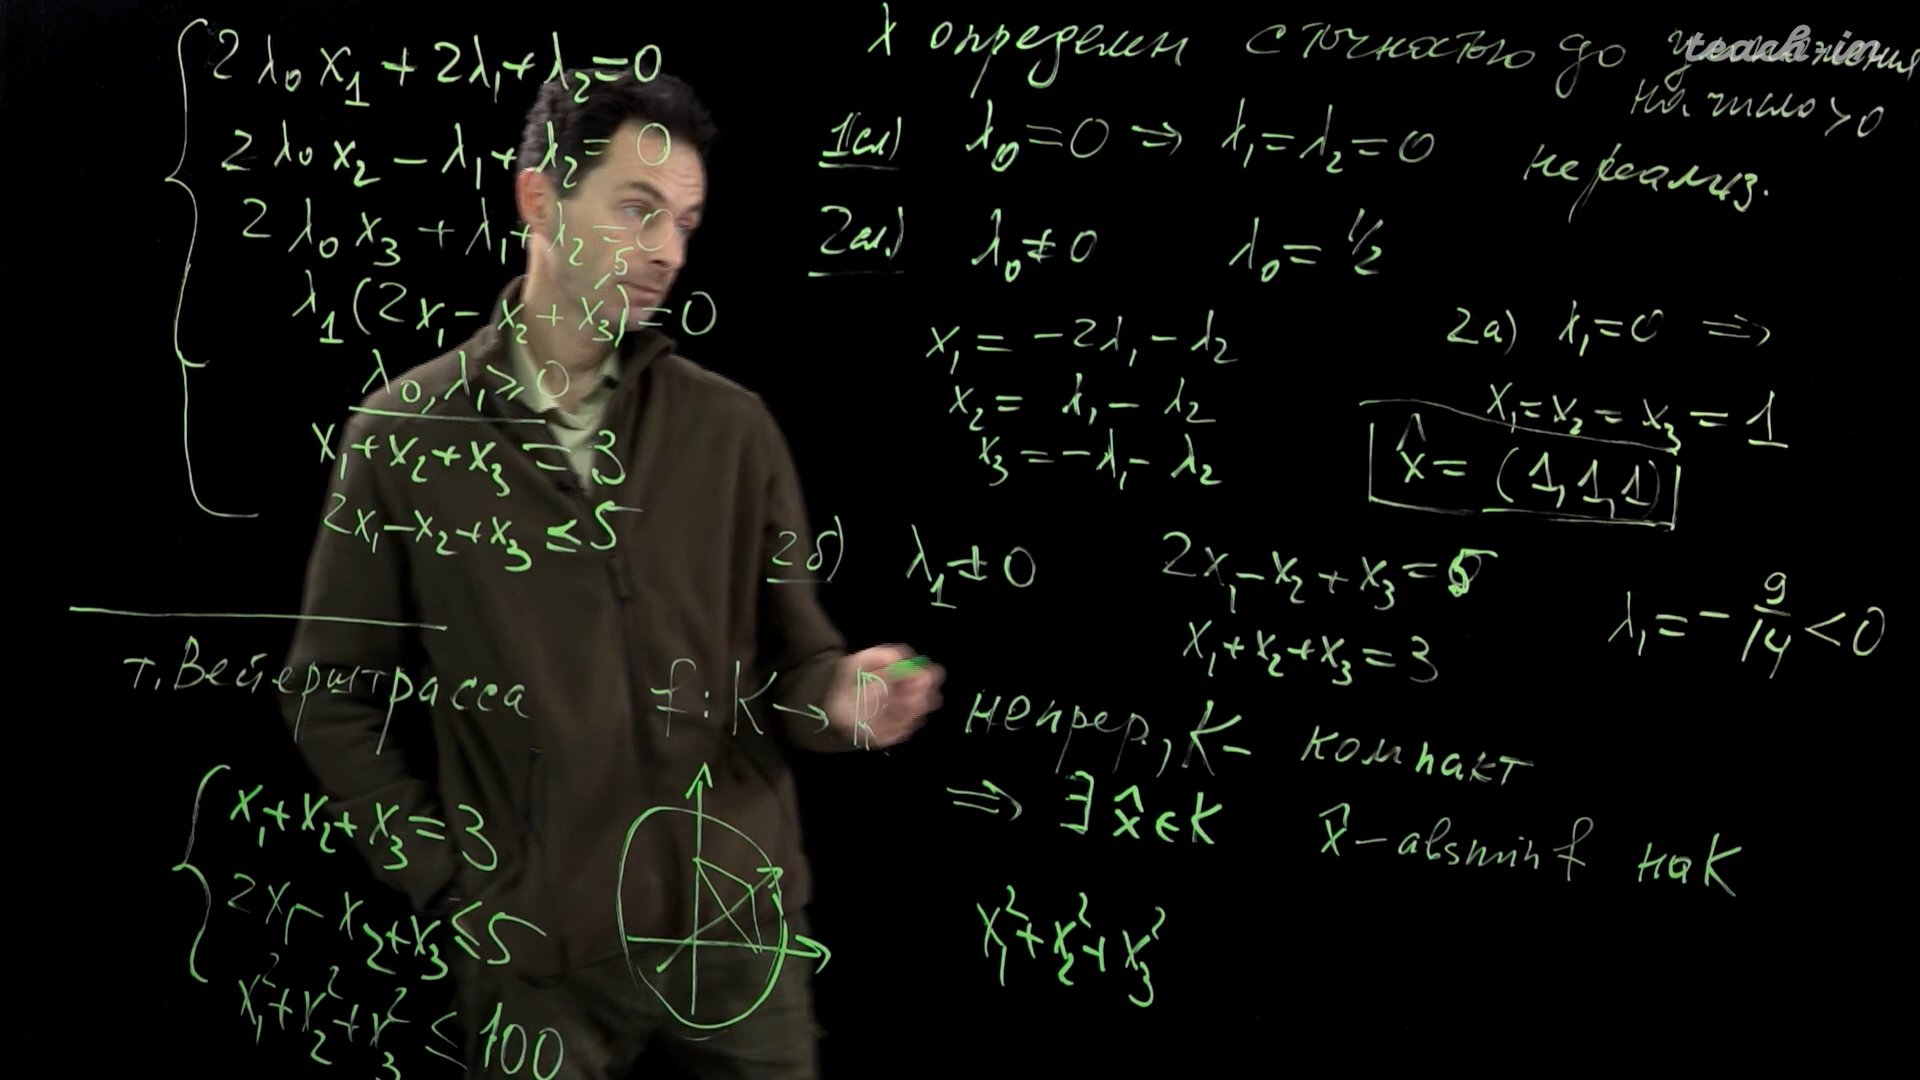 2λ₀x₁ + 2λ₁ + λ₂ = 0
2λ₀x₂ − λ₁ + λ₂ = 0
2λ₀x₃ + λ₁ + λ₂ = 0
λ₁(2x₁ − x₂ + x₃ − 5) = 0
λ₀, λ₁ ⩾ 0
x₁ + x₂ + x₃ = 3
2x₁ − x₂ + x₃ ≤ 5
т. Вейерштрасса f: K → ℝ непрер., K – компакт
⇒ ∃ x̂ ∈ K x̂ – absmin f на K
x₁ + x₂ + x₃ = 3
2x₁ − x₂ + x₃ ≤ 5
x₁² + x₂² + x₃² ≤ 100
x₁² + x₂² + x₃²
λ определен с точностью до умножения
на число > 0
1сл) λ₀ = 0 ⇒ λ₁ = λ₂ = 0 не реализ.
2сл.) λ₀ ≠ 0 λ₀ = 1/2
x₁ = −2λ₁ − λ₂
x₂ = λ₁ − λ₂
x₃ = −λ₁ − λ₂
2а) λ₁ = 0 ⇒
x₁ = x₂ = x₃ = 1
x̂ = (1,1,1)
2б) λ₁ ≠ 0 2x₁ − x₂ + x₃ = 5
x₁ + x₂ + x₃ = 3
λ₁ = − 9/14 < 0
teach-in